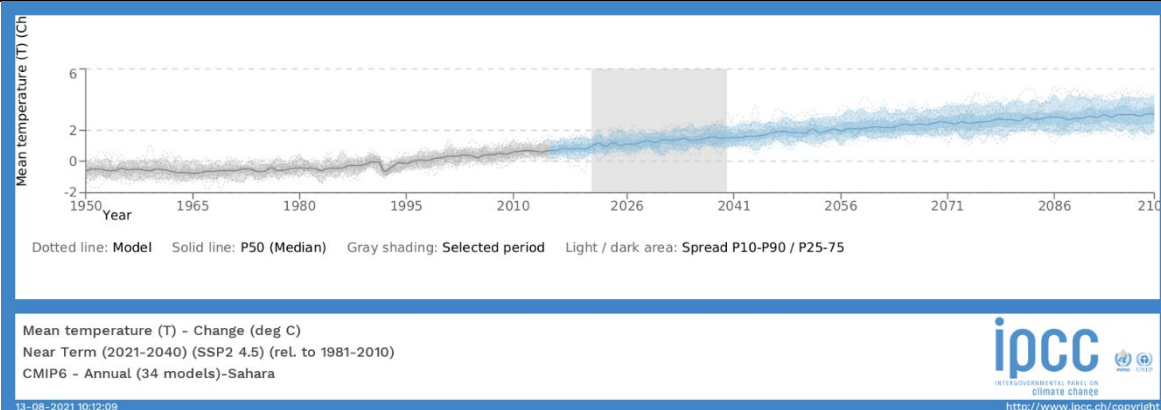 Mean temperature (T) (Ch
6
2
0
-2
1950 1965 1980 1995 2010 2026 2041 2056 2071 2086 210
Year
Dotted line: Model Solid line: P50 (Median) Gray shading: Selected period Light / dark area: Spread P10-P90 / P25-75
Mean temperature (T) - Change (deg C)
Near Term (2021-2040) (SSP2 4.5) (rel. to 1981-2010)
CMIP6 - Annual (34 models)-Sahara
ipcc
INTERGOVERNMENTAL PANEL ON
climate change
WMO UNEP
13-08-2021 10:12:09 http://www.ipcc.ch/copyright